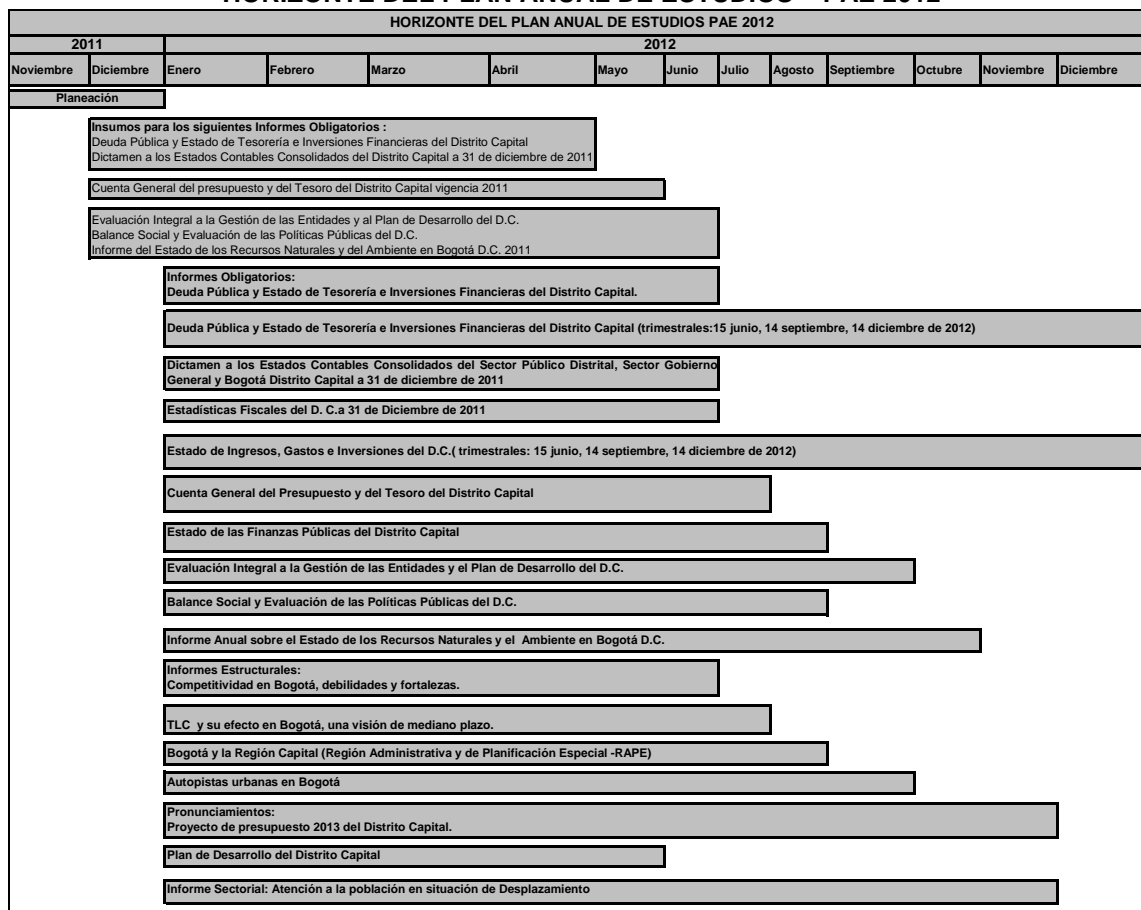 HORIZONTE DEL PLAN ANUAL DE ESTUDIOS - PAE 2012
HORIZONTE DEL PLAN ANUAL DE ESTUDIOS PAE 2012
2011 2012
Noviembre Diciembre Enero Febrero Marzo Abril Mayo Junio Julio Agosto Septiembre Octubre Noviembre Diciembre
Planeación
Insumos para los siguientes Informes Obligatorios :
Deuda Pública y Estado de Tesorería e Inversiones Financieras del Distrito Capital
Dictamen a los Estados Contables Consolidados del Distrito Capital a 31 de diciembre de 2011
Cuenta General del presupuesto y del Tesoro del Distrito Capital vigencia 2011
Evaluación Integral a la Gestión de las Entidades y al Plan de Desarrollo del D.C.
Balance Social y Evaluación de las Políticas Públicas del D.C.
Informe del Estado de los Recursos Naturales y del Ambiente en Bogotá D.C. 2011
Informes Obligatorios:
Deuda Pública y Estado de Tesorería e Inversiones Financieras del Distrito Capital.
Deuda Pública y Estado de Tesorería e Inversiones Financieras del Distrito Capital (trimestrales:15 junio, 14 septiembre, 14 diciembre de 2012)
Dictamen a los Estados Contables Consolidados del Sector Público Distrital, Sector Gobierno
General y Bogotá Distrito Capital a 31 de diciembre de 2011
Estadísticas Fiscales del D. C.a 31 de Diciembre de 2011
Estado de Ingresos, Gastos e Inversiones del D.C.( trimestrales: 15 junio, 14 septiembre, 14 diciembre de 2012)
Cuenta General del Presupuesto y del Tesoro del Distrito Capital
Estado de las Finanzas Públicas del Distrito Capital
Evaluación Integral a la Gestión de las Entidades y el Plan de Desarrollo del D.C.
Balance Social y Evaluación de las Políticas Públicas del D.C.
Informe Anual sobre el Estado de los Recursos Naturales y el Ambiente en Bogotá D.C.
Informes Estructurales:
Competitividad en Bogotá, debilidades y fortalezas.
TLC y su efecto en Bogotá, una visión de mediano plazo.
Bogotá y la Región Capital (Región Administrativa y de Planificación Especial -RAPE)
Autopistas urbanas en Bogotá
Pronunciamientos:
Proyecto de presupuesto 2013 del Distrito Capital.
Plan de Desarrollo del Distrito Capital
Informe Sectorial: Atención a la población en situación de Desplazamiento